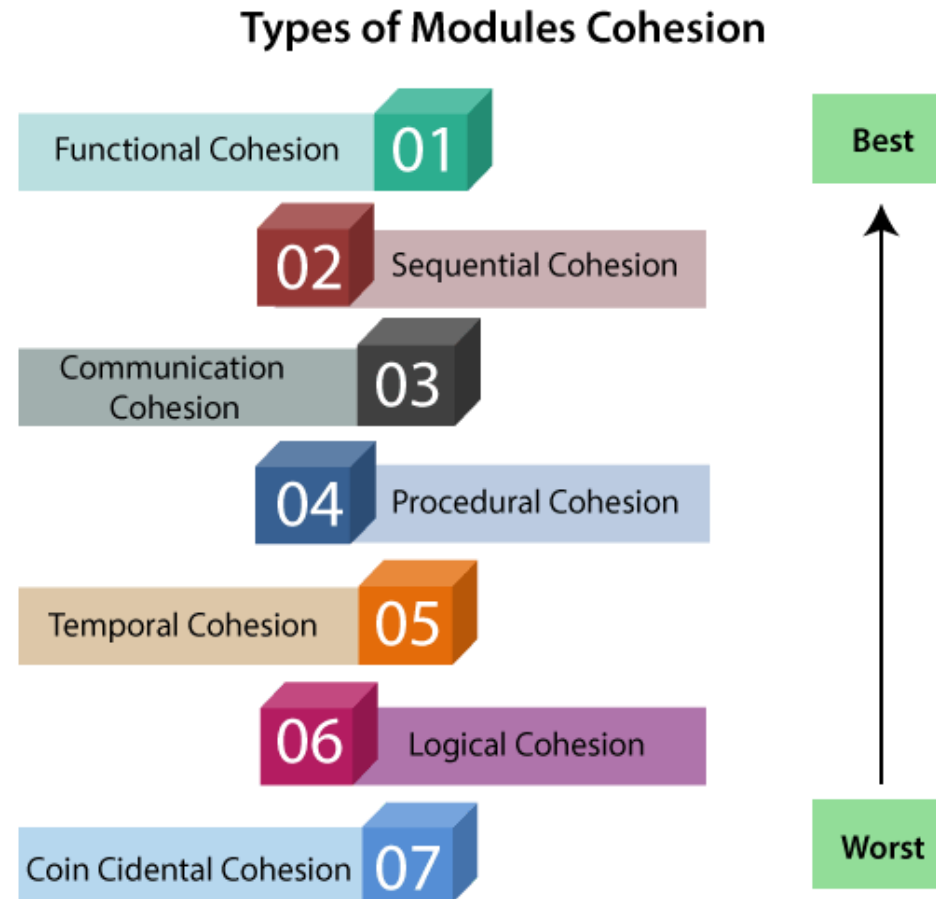 Types of Modules Cohesion
Functional Cohesion 01
Best
02 Sequential Cohesion
Communication
Cohesion
03
04 Procedural Cohesion
Temporal Cohesion 05
06 Logical Cohesion
Coin Cidental Cohesion 07
Worst